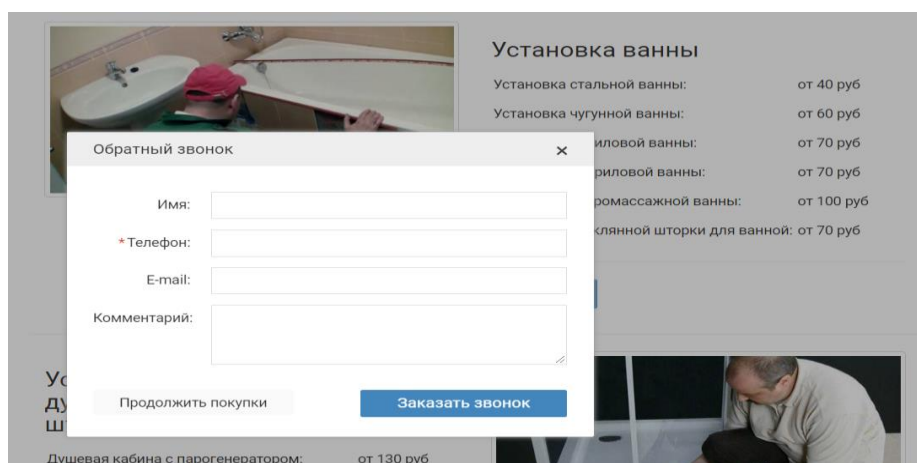 Установка ванны
Установка стальной ванны: от 40 руб
Установка чугунной ванны: от 60 руб
иловой ванны: от 70 руб
риловой ванны: от 70 руб
ромассажной ванны: от 100 руб
клянной шторки для ванной: от 70 руб
Обратный звонок ×
Имя:
* Телефон:
E-mail:
Комментарий:
Продолжить покупки Заказать звонок
Душевая кабина с парогенератором: от 130 руб